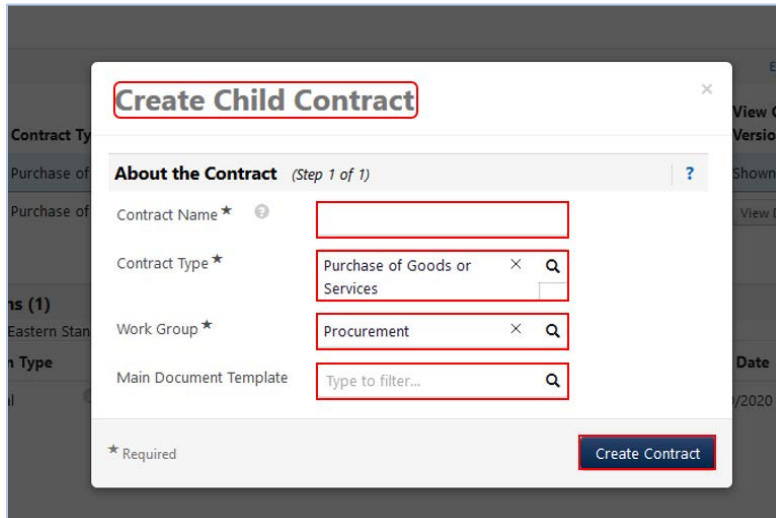 E
Create Child Contract
×
View
Contract Ty
Versio
Purchase of
About the Contract (Step 1 of 1)
?
Shown
Purchase of
Contract Name ★ ?
View
Contract Type ★
Purchase of Goods or
Services
×
ns (1)
Eastern Stan
Work Group ★
Procurement
×
n Type
Date
Main Document Template
Type to filter...
al
/2020
★ Required
Create Contract